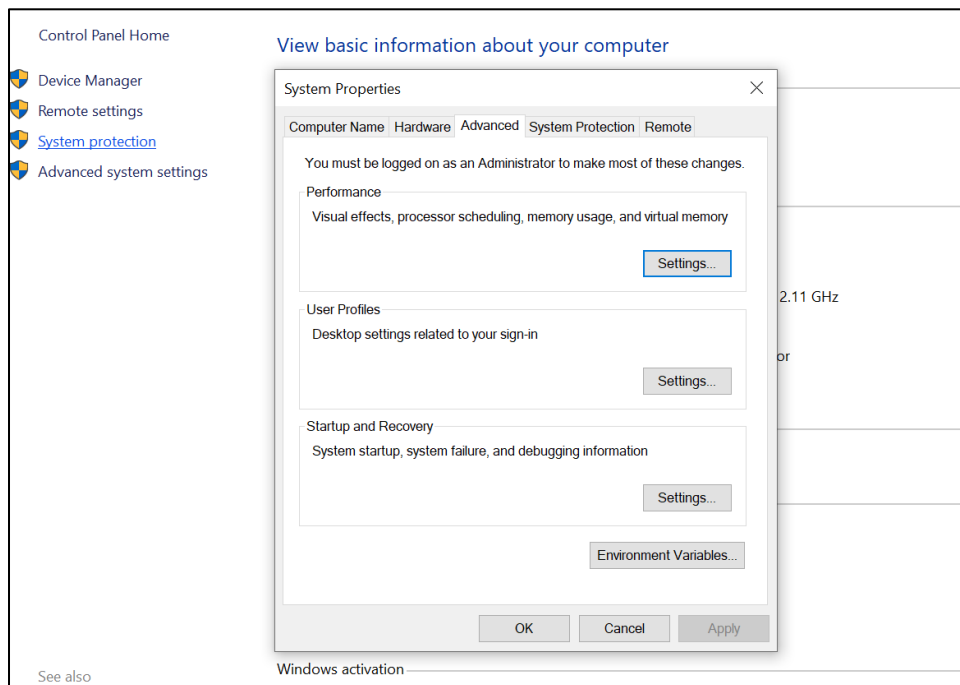 Control Panel Home
View basic information about your computer
Device Manager
Remote settings
System protection
Advanced system settings
System Properties
Computer Name Hardware Advanced System Protection Remote
You must be logged on as an Administrator to make most of these changes.
Performance
Visual effects, processor scheduling, memory usage, and virtual memory
Settings...
User Profiles
Desktop settings related to your sign-in
Settings...
Startup and Recovery
System startup, system failure, and debugging information
Settings...
Environment Variables...
OK Cancel Apply
2.11 GHz
or
See also
Windows activation